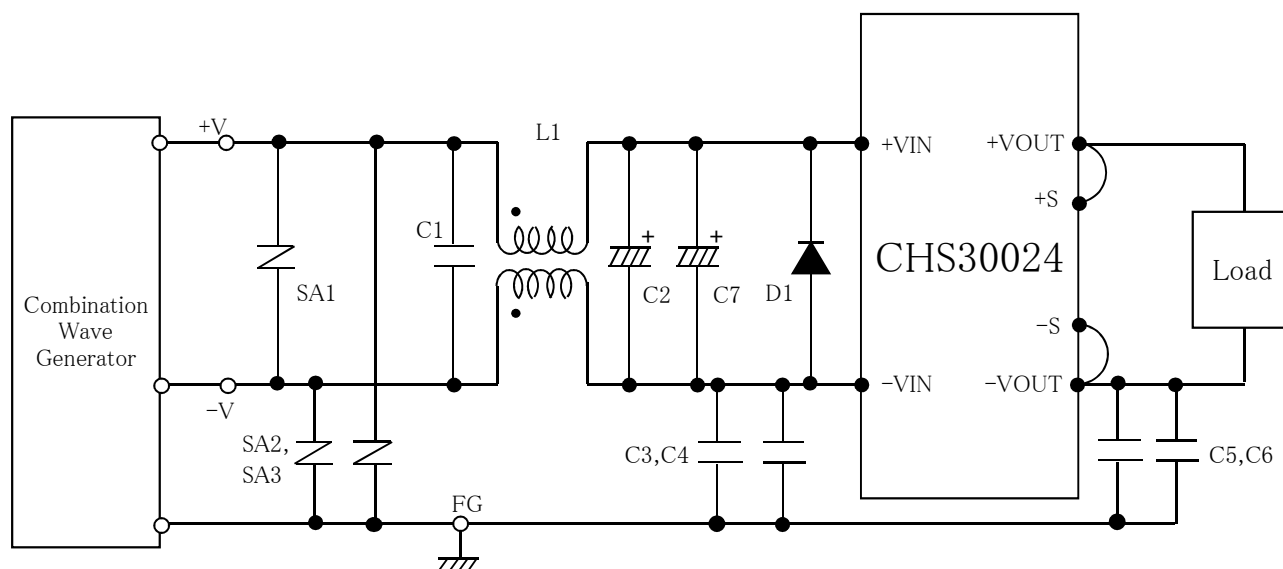 +V
L1
+VIN
+VOUT
+S
C1
CHS30024
Load
Combination
Wave
Generator
SA1
+
+
C2
C7
D1
-S
-V
-VIN
-VOUT
SA2,
SA3
C3,C4
C5,C6
FG